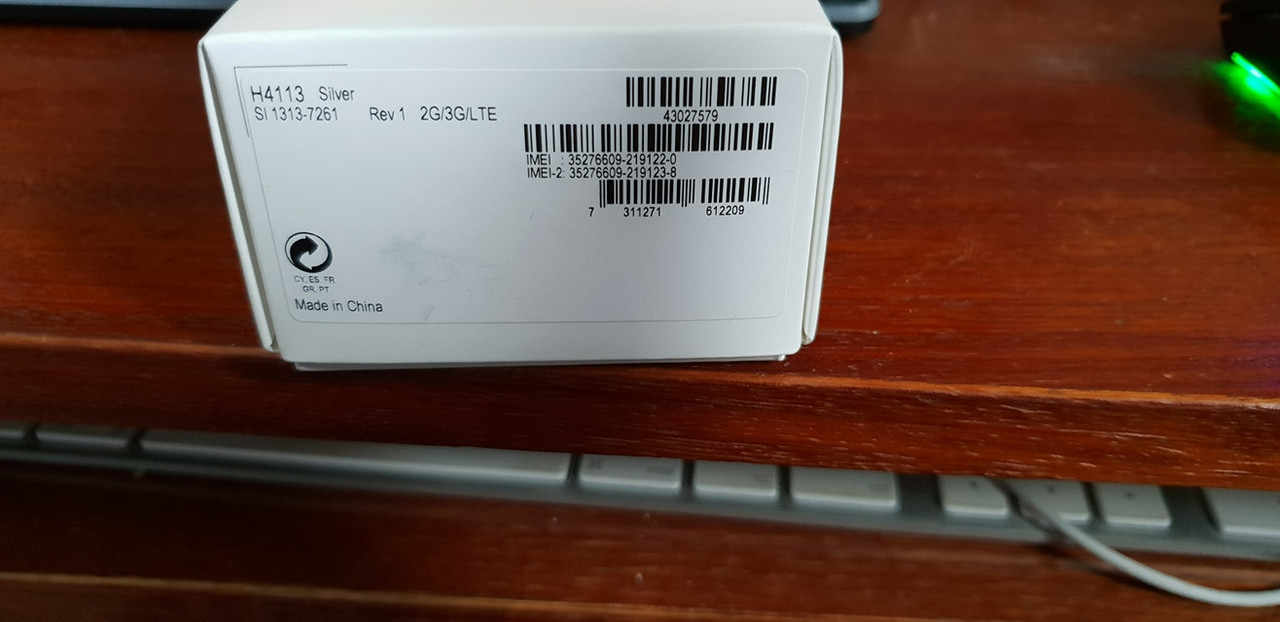 H4113 Silver
SI 1313-7261 Rev 1 2G/3G/LTE
43027579
IMEI : 35276609-219122-0
IMEI-2: 35276609-219123-8
7 311271 612209
CY, ES, FR
GR, PT
Made in China